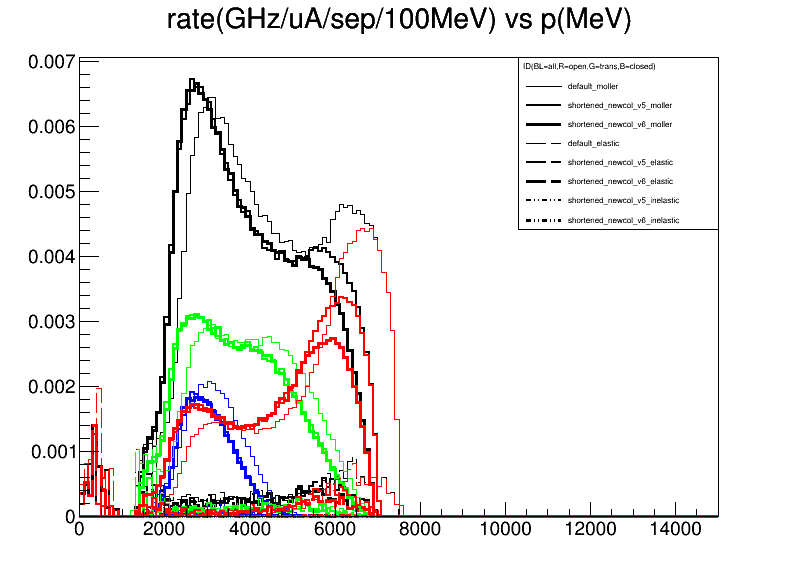 rate(GHz/uA/sep/100MeV) vs p(MeV)
ID(BL=all,R=open,G=trans,B=closed)
default_moller
shortened_newcol_v5_moller
shortened_newcol_v6_moller
default_elastic
shortened_newcol_v5_elastic
shortened_newcol_v6_elastic
shortened_newcol_v5_inelastic
shortened_newcol_v6_inelastic
0.007
0.006
0.005
0.004
0.003
0.002
0.001
0
0 2000 4000 6000 8000 10000 12000 14000